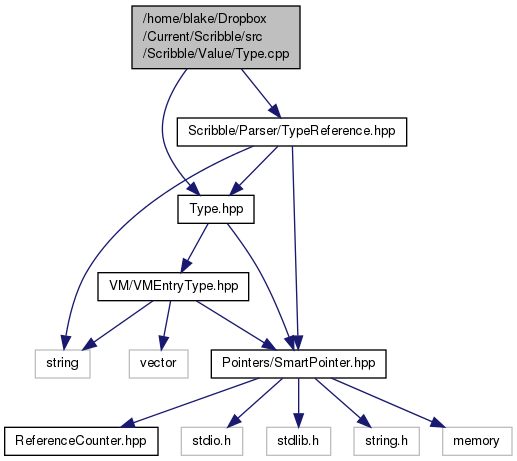 /home/blake/Dropbox
/Current/Scribble/src
/Scribble/Value/Type.cpp
Scribble/Parser/TypeReference.hpp
Type.hpp
VM/VMEntryType.hpp
string
vector
Pointers/SmartPointer.hpp
ReferenceCounter.hpp
stdio.h
stdlib.h
string.h
memory